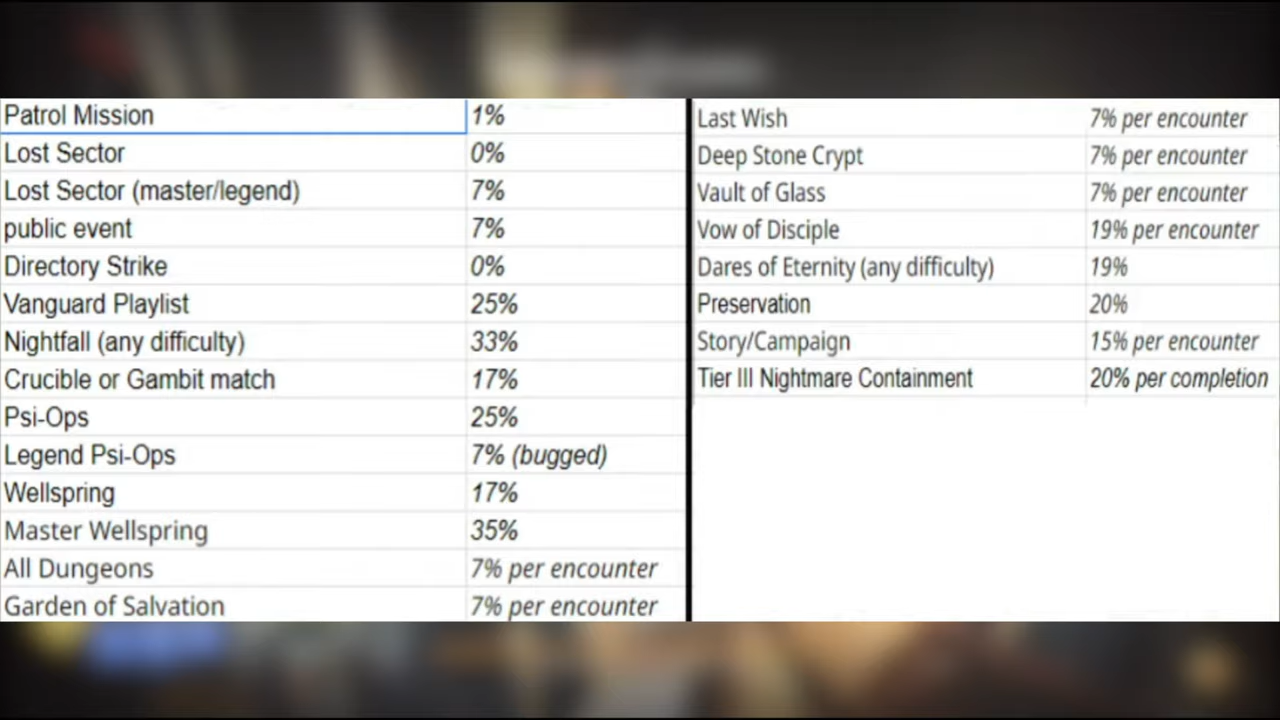 Patrol Mission 1%
Lost Sector 0%
Lost Sector (master/legend) 7%
public event 7%
Directory Strike 0%
Vanguard Playlist 25%
Nightfall (any difficulty) 33%
Crucible or Gambit match 17%
Psi-Ops 25%
Legend Psi-Ops 7% (bugged)
Wellspring 17%
Master Wellspring 35%
All Dungeons 7% per encounter
Garden of Salvation 7% per encounter
Last Wish 7% per encounter
Deep Stone Crypt 7% per encounter
Vault of Glass 7% per encounter
Vow of Disciple 19% per encounter
Dares of Eternity (any difficulty) 19%
Preservation 20%
Story/Campaign 15% per encounter
Tier III Nightmare Containment 20% per completion